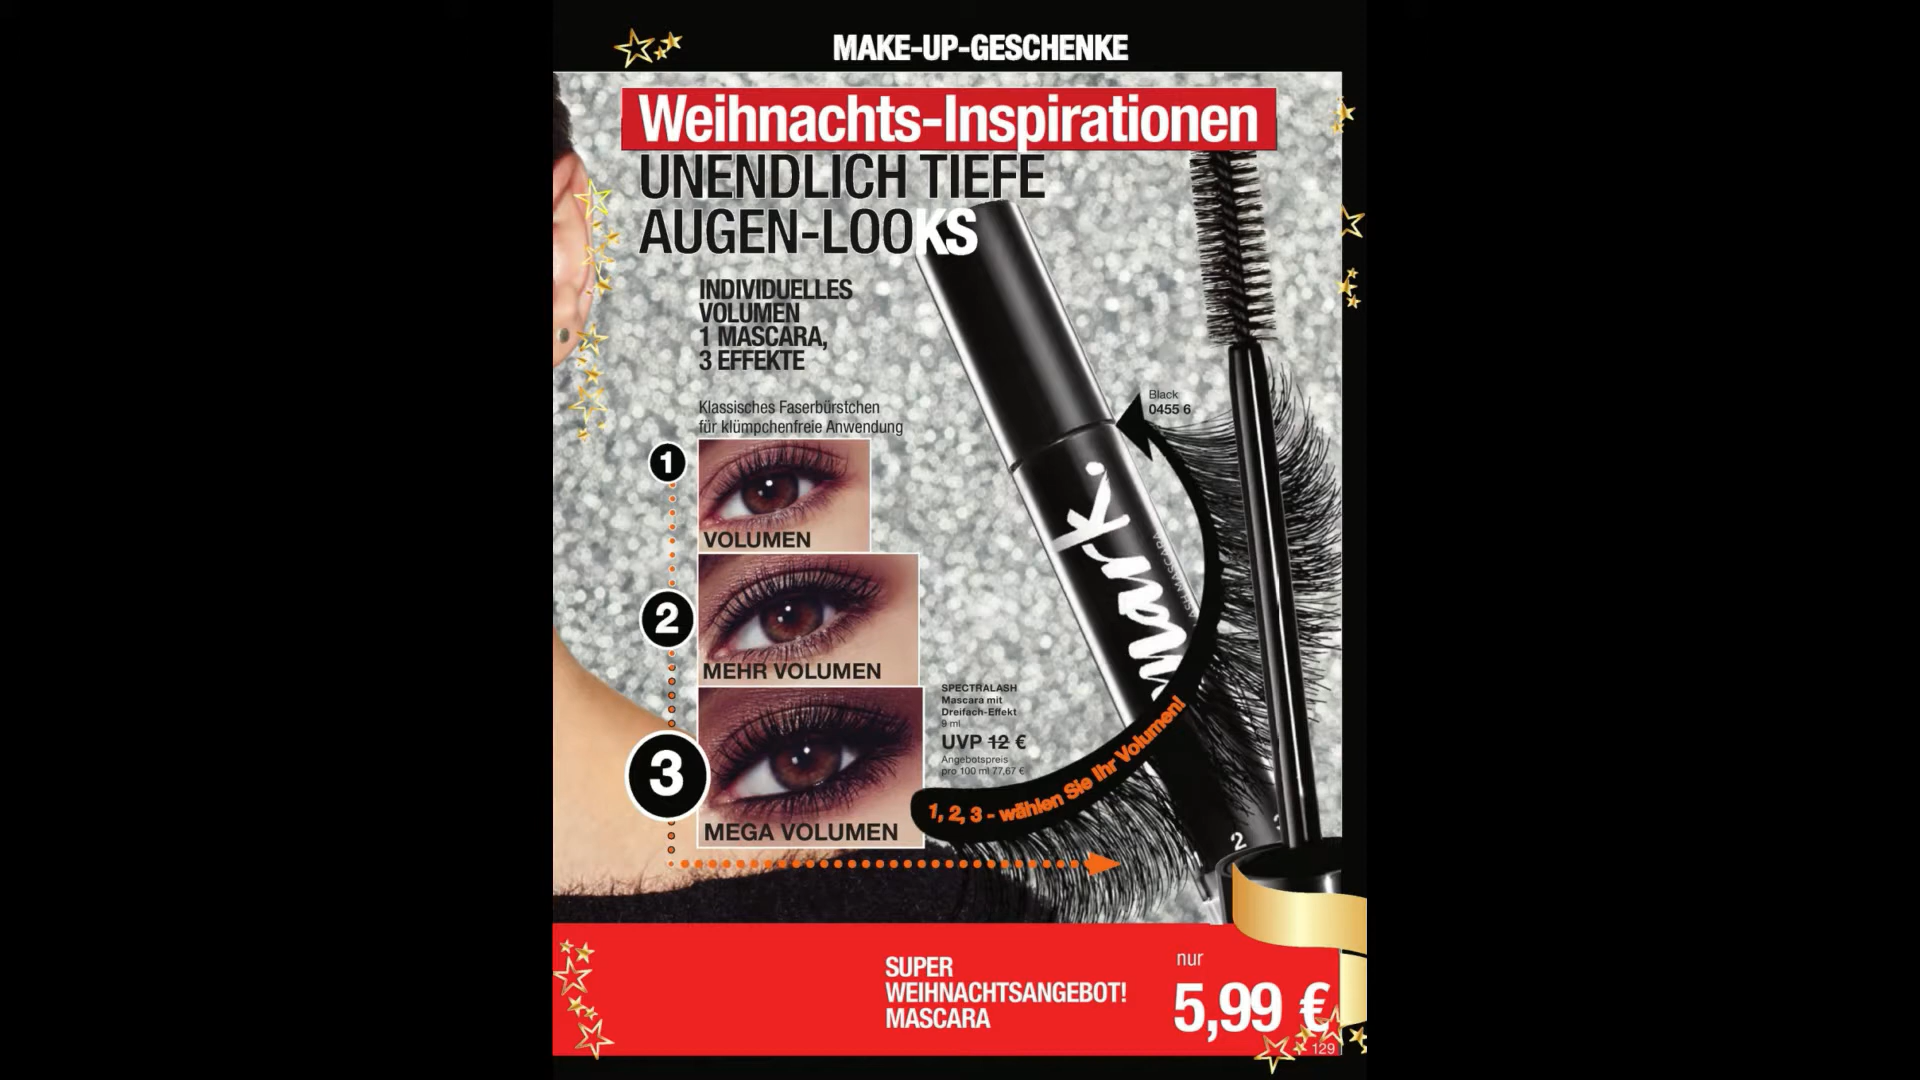 MAKE-UP-GESCHENKE
Weihnachts-Inspirationen
UNENDLICH TIEFE
AUGEN-LOOKS
INDIVIDUELLES
VOLUMEN
1 MASCARA,
3 EFFEKTE
Klassisches Faserbürstchen
für klümpchenfreie Anwendung
Black
0455 6
1
VOLUMEN
2
MEHR VOLUMEN
3
MEGA VOLUMEN
mark.
SPECTRALASH
Mascara mit
Dreifach-Effekt
9 ml
UVP 12 €
Angebotspreis
pro 100 ml 77,67 €
1, 2, 3 - wählen Sie Ihr Volumen!
2
SUPER
WEIHNACHTSANGEBOT!
MASCARA
nur
5,99 €
129